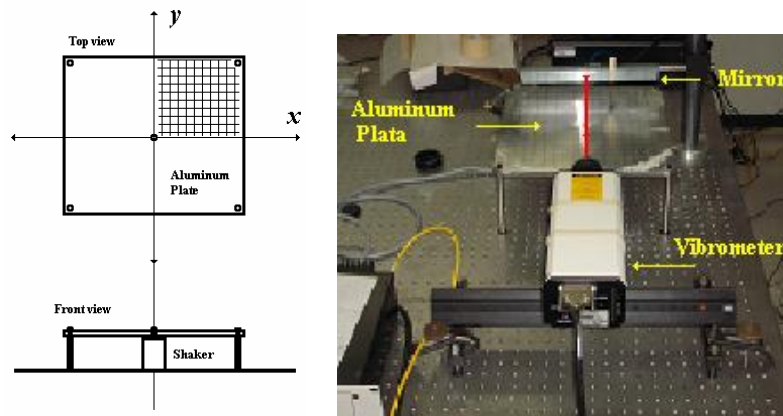 y
Top view
x
Aluminum
Plate
Front view
Shaker
Mirror
Aluminum
Plata
Vibrometer